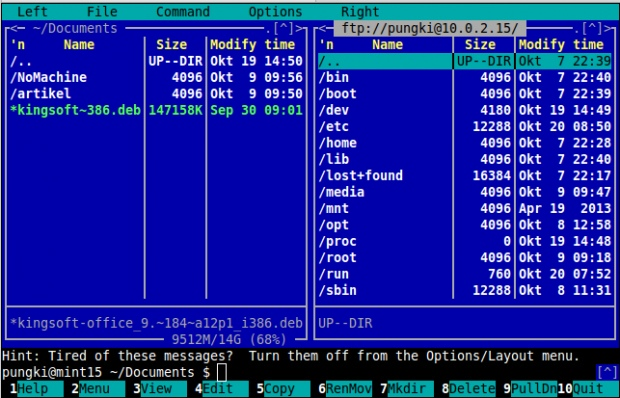 Left File Command Options Right
<— ~/Documents .[^]>
'n Name Size Modify time
/.. UP--DIR Okt 19 14:50
/NoMachine 4096 Okt 9 09:56
/artikel 4096 Okt 9 09:50
*kingsoft~386.deb 147158K Sep 30 09:01
*kingsoft-office_9.~184~a12p1_i386.deb
9512M/14G (68%)
<— ftp://pungki@10.0.2.15/ .[^]>
'n Name Size Modify time
/.. UP--DIR Okt 7 22:39
/bin 4096 Okt 7 22:40
/boot 4096 Okt 7 22:39
/dev 4180 Okt 19 14:49
/etc 12288 Okt 20 08:50
/home 4096 Okt 7 22:28
/lib 4096 Okt 7 22:40
/lost+found 16384 Okt 7 22:17
/media 4096 Okt 9 09:47
/mnt 4096 Apr 19 2013
/opt 4096 Okt 8 12:58
/proc 0 Okt 19 14:48
/root 4096 Okt 9 09:18
/run 760 Okt 20 07:52
/sbin 12288 Okt 8 11:31
UP--DIR
Hint: Tired of these messages? Turn them off from the Options/Layout menu.
pungki@mint15 ~/Documents $ [^]
1Help 2Menu 3View 4Edit 5Copy 6RenMov 7Mkdir 8Delete 9PullDn 10Quit